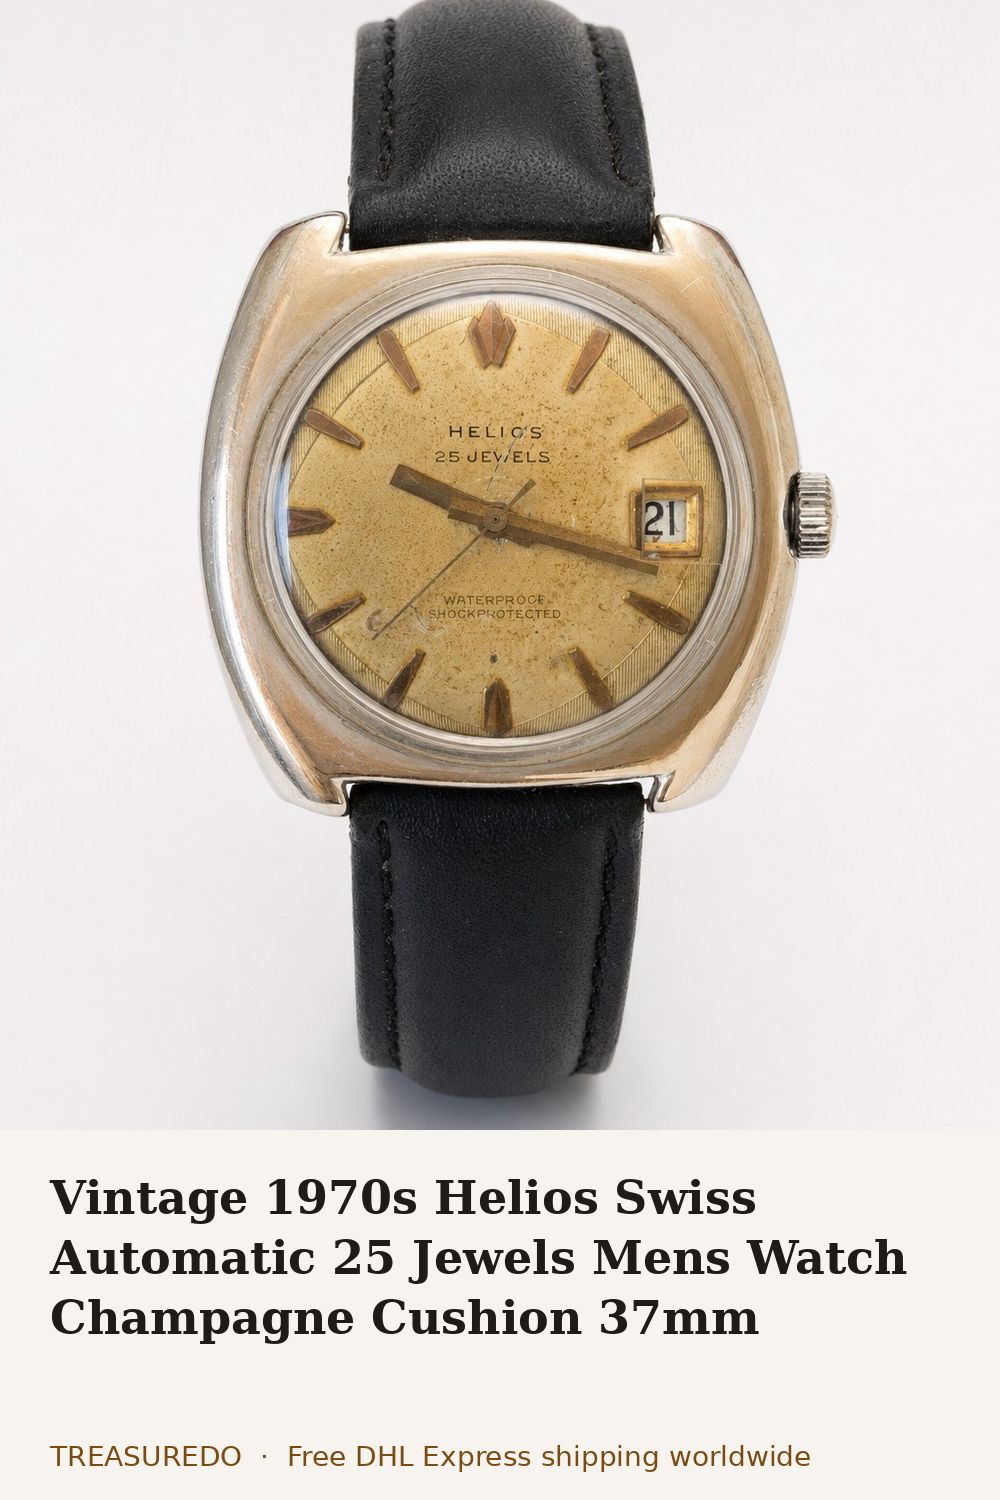 HELIOS
25 JEWELS
21
WATERPROOF
SHOCKPROTECTED
Vintage 1970s Helios Swiss
Automatic 25 Jewels Mens Watch
Champagne Cushion 37mm
TREASUREDO · Free DHL Express shipping worldwide